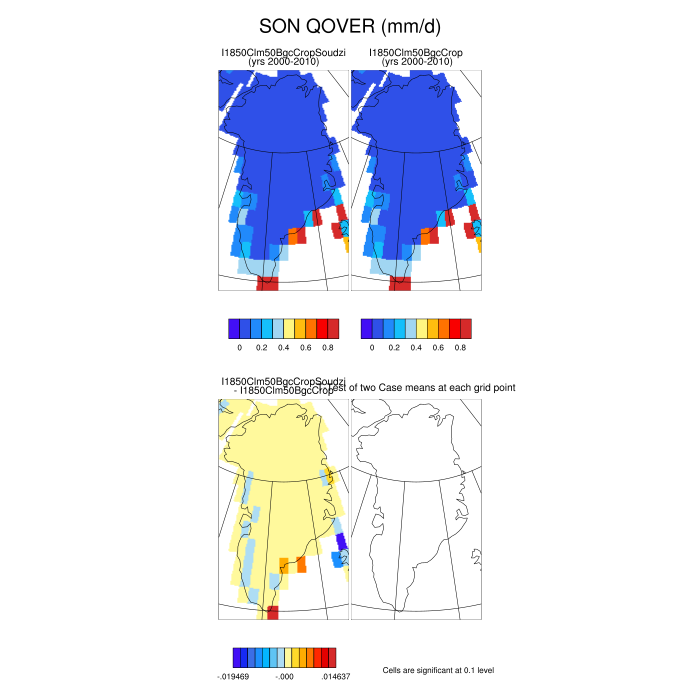 SON QOVER (mm/d)
I1850Clm50BgcCropSoudzi
(yrs 2000-2010)
I1850Clm50BgcCrop
(yrs 2000-2010)
0 0.2 0.4 0.6 0.8
0 0.2 0.4 0.6 0.8
I1850Clm50BgcCropSoudzi
- I1850Clm50BgcCrop
of two Case means at each grid point
-.019469 -.000 .014637
Cells are significant at 0.1 level